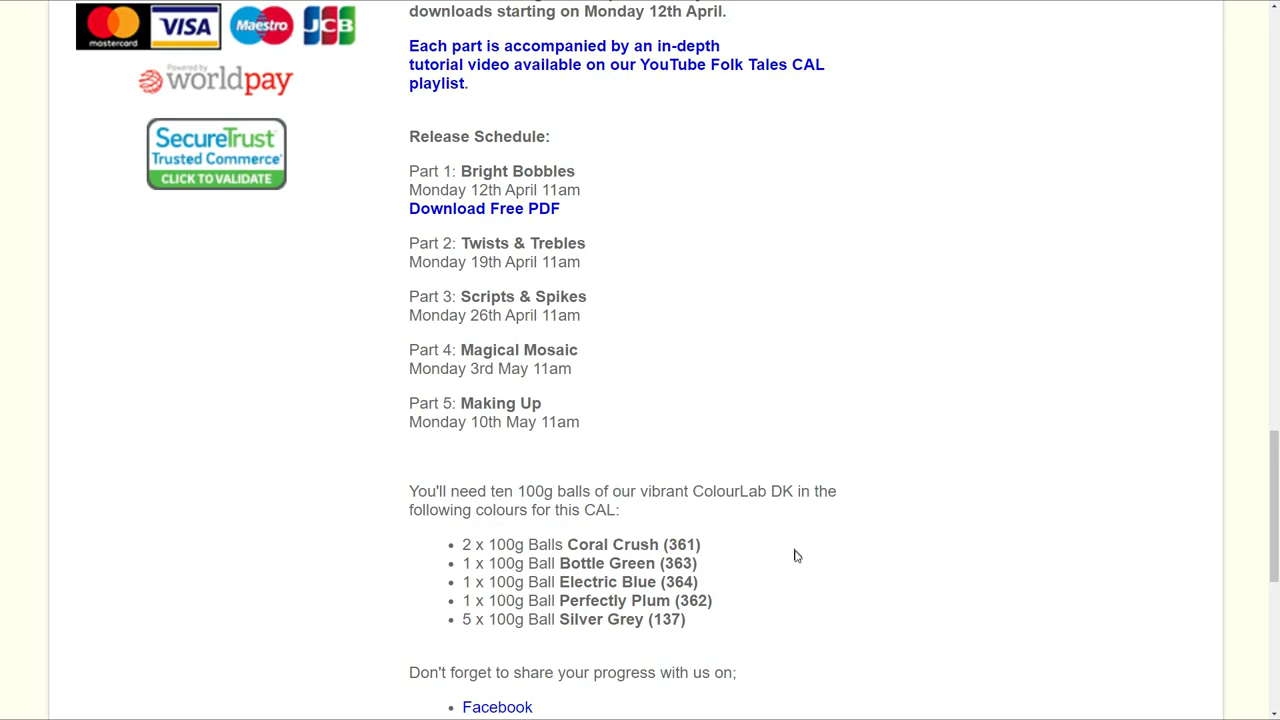 downloads starting on Monday 12th April.
mastercard VISA Maestro JCB
Each part is accompanied by an in-depth
tutorial video available on our YouTube Folk Tales CAL
playlist.
Powered by
worldpay
SecureTrust™
Trusted Commerce™
CLICK TO VALIDATE
Release Schedule:
Part 1: Bright Bobbles
Monday 12th April 11am
Download Free PDF
Part 2: Twists & Trebles
Monday 19th April 11am
Part 3: Scripts & Spikes
Monday 26th April 11am
Part 4: Magical Mosaic
Monday 3rd May 11am
Part 5: Making Up
Monday 10th May 11am
You'll need ten 100g balls of our vibrant ColourLab DK in the
following colours for this CAL:
• 2 x 100g Balls Coral Crush (361)
• 1 x 100g Ball Bottle Green (363)
• 1 x 100g Ball Electric Blue (364)
• 1 x 100g Ball Perfectly Plum (362)
• 5 x 100g Ball Silver Grey (137)
Don't forget to share your progress with us on;
• Facebook